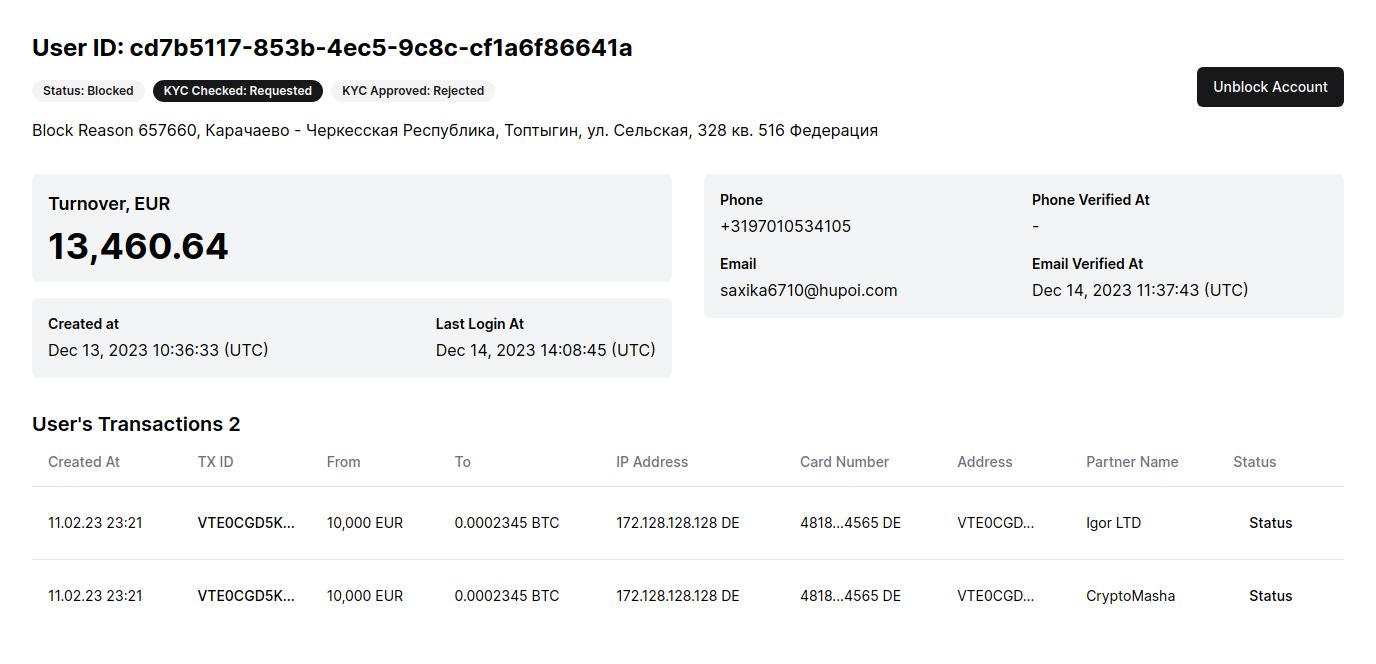 User ID: cd7b5117-853b-4ec5-9c8c-cf1a6f86641a
Status: Blocked KYC Checked: Requested KYC Approved: Rejected
Unblock Account
Block Reason 657660, Карачаево - Черкесская Республика, Топтыгин, ул. Сельская, 328 кв. 516 Федерация
Turnover, EUR
13,460.64
Created at Last Login At
Dec 13, 2023 10:36:33 (UTC) Dec 14, 2023 14:08:45 (UTC)
Phone Phone Verified At
+3197010534105 -
Email Email Verified At
saxika6710@hupoi.com Dec 14, 2023 11:37:43 (UTC)
User's Transactions 2
Created At TX ID From To IP Address Card Number Address Partner Name Status
11.02.23 23:21 VTE0CGD5K... 10,000 EUR 0.0002345 BTC 172.128.128.128 DE 4818...4565 DE VTE0CGD... Igor LTD Status
11.02.23 23:21 VTE0CGD5K... 10,000 EUR 0.0002345 BTC 172.128.128.128 DE 4818...4565 DE VTE0CGD... CryptoMasha Status